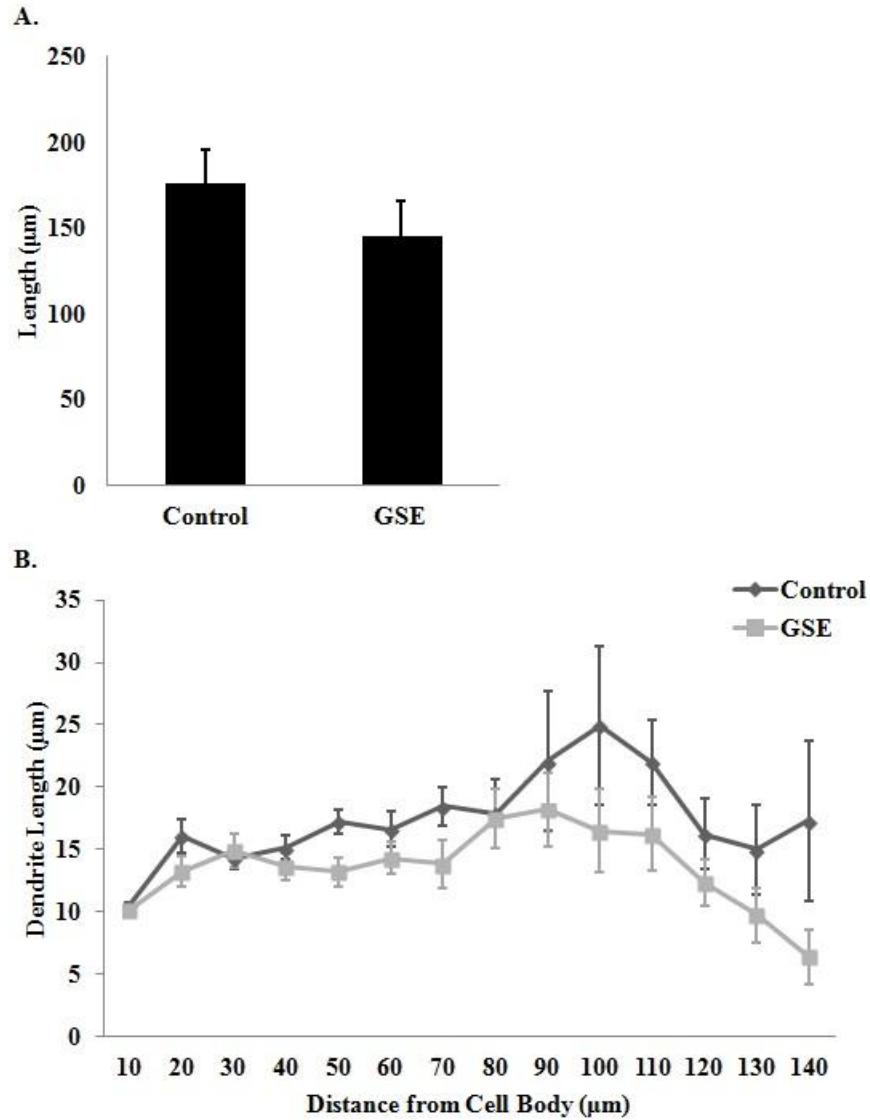 A.
250
200
150
100
50
0
Length (µm)
Control GSE
B.
Control
GSE
35
30
25
20
15
10
5
0
Dendrite Length (µm)
10 20 30 40 50 60 70 80 90 100 110 120 130 140
Distance from Cell Body (µm)